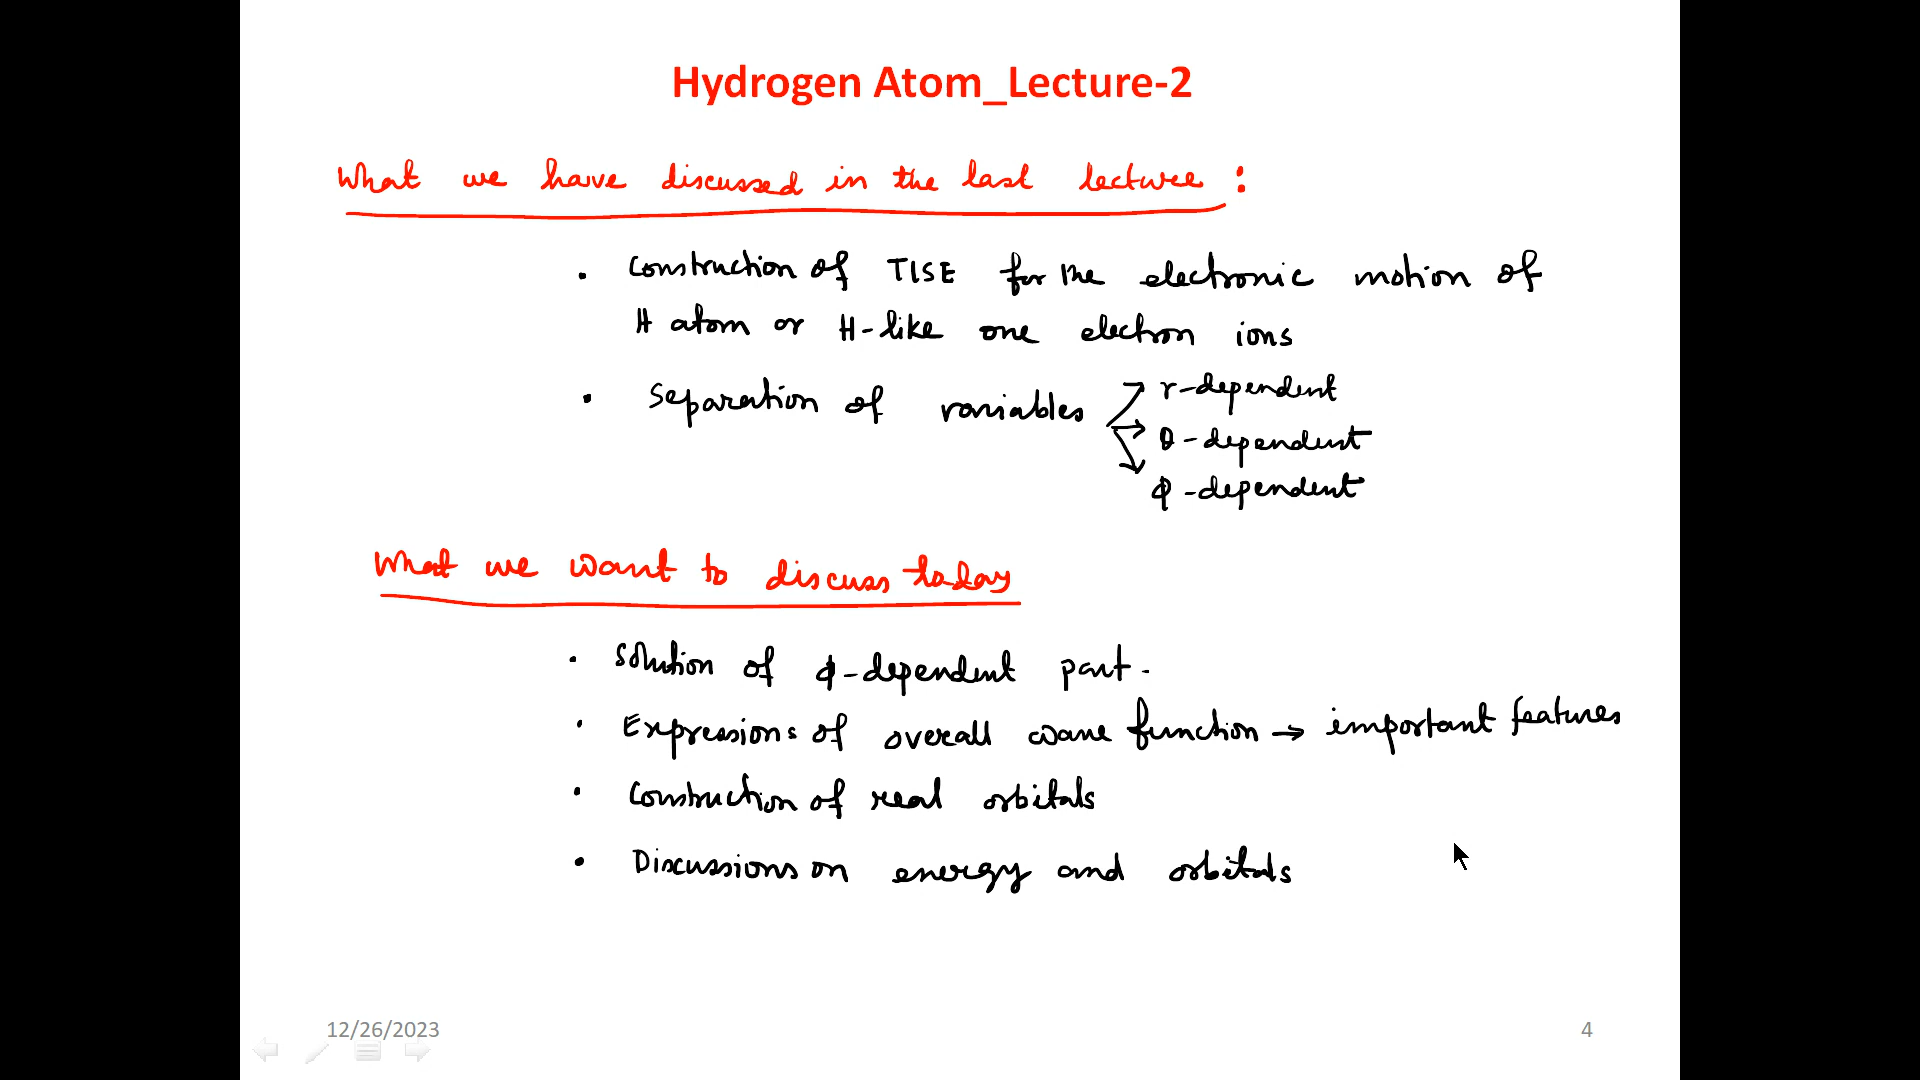 Hydrogen Atom_Lecture-2
What we have discussed in the last lecture :
• Construction of TISE for the electronic motion of
H atom or H-like one electron ions
• Separation of variables
r-dependent
θ-dependent
φ-dependent
What we want to discuss today
• Solution of φ-dependent part.
• Expressions of overall wave function → important features
• Construction of real orbitals
• Discussions on energy and orbitals
12/26/2023
4